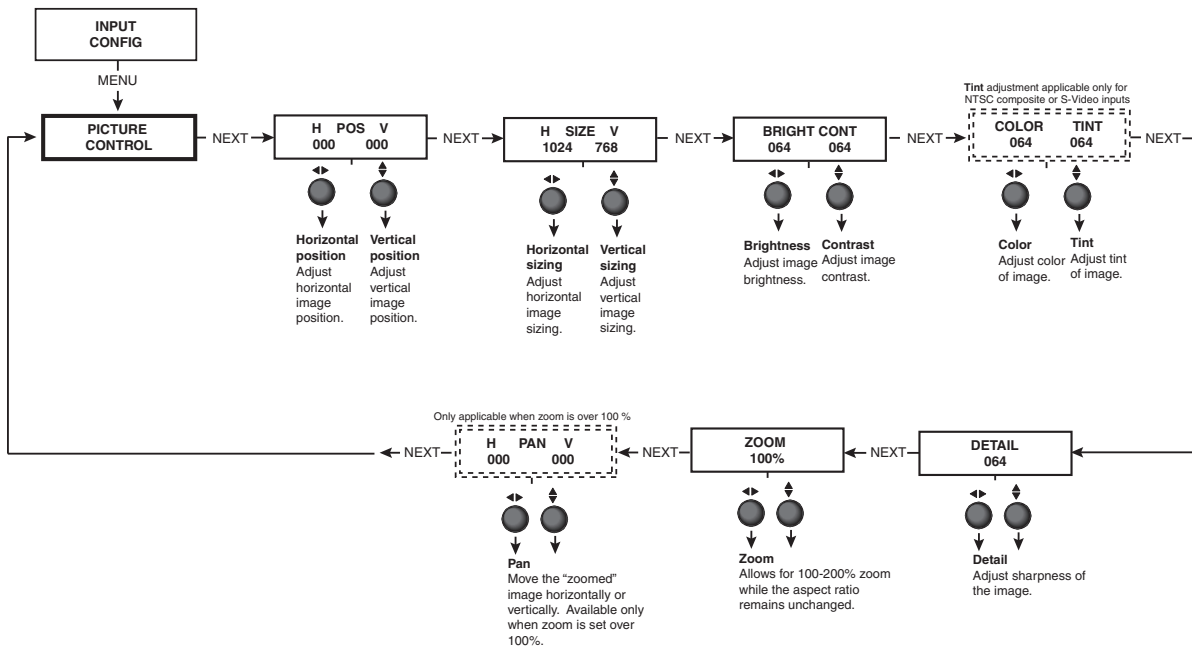 INPUT
CONFIG
MENU
PICTURE
CONTROL
NEXT
H POS V
000 000
Horizontal
position
Adjust
horizontal
image
position.
Vertical
position
Adjust
vertical
image
position.
NEXT
H SIZE V
1024 768
Horizontal
sizing
Adjust
horizontal
image
sizing.
Vertical
sizing
Adjust
vertical
image
sizing.
NEXT
BRIGHT CONT
064 064
Brightness
Adjust image
brightness.
Contrast
Adjust image
contrast.
NEXT
Tint adjustment applicable only for
NTSC composite or S-Video inputs
COLOR TINT
064 064
Color
Adjust color
of image.
Tint
Adjust tint
of image.
NEXT
DETAIL
064
Detail
Adjust sharpness of
the image.
NEXT
ZOOM
100%
Zoom
Allows for 100-200% zoom
while the aspect ratio
remains unchanged.
NEXT
Only applicable when zoom is over 100 %
H PAN V
000 000
Pan
Move the “zoomed”
image horizontally or
vertically. Available only
when zoom is set over
100%.
NEXT